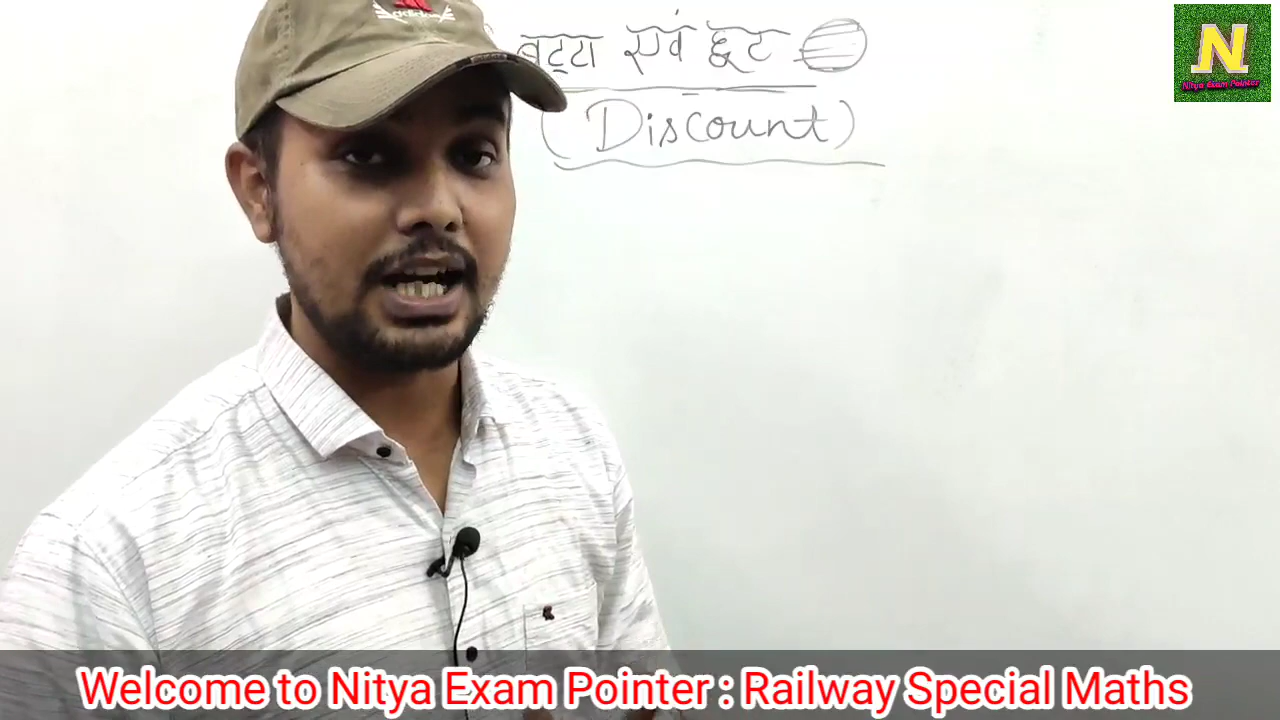 बट्टा एवं छूट
(Discount)
N
Nitya Exam Pointer
Welcome to Nitya Exam Pointer : Railway Special Maths